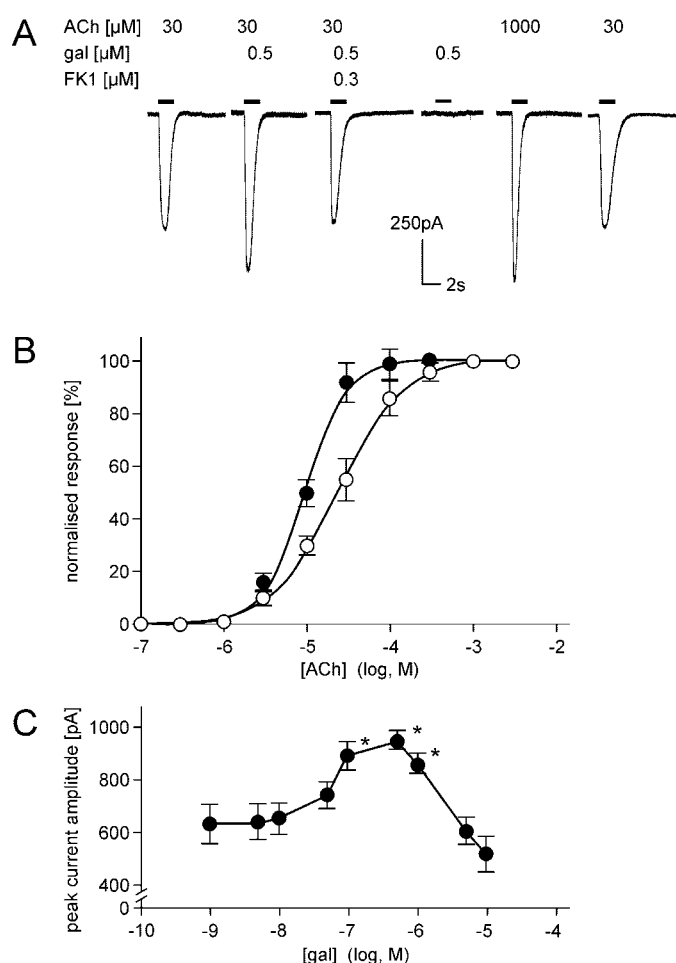 A
ACh [µM] 30 30 30 1000 30
gal [µM] 0.5 0.5 0.5
FK1 [µM] 0.3
250pA
2s
B
normalised response [%]
100
80
60
40
20
0
-7 -6 -5 -4 -3 -2
[ACh] (log, M)
C
peak current amplitude [pA]
1000
* *
*
800
600
400
0
-10 -9 -8 -7 -6 -5 -4
[gal] (log, M)